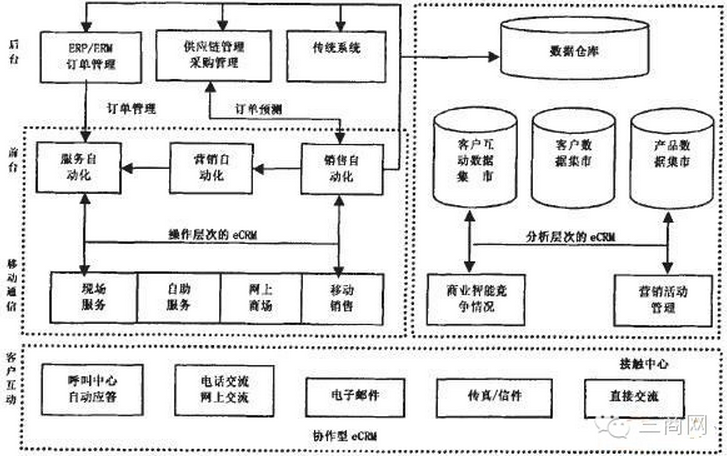 后台
ERP/ERM
订单管理
供应链管理
采购管理
传统系统
数据仓库
订单管理
订单预测
前台
服务自
动化
营销自
动化
销售自
动化
客户互
动数据
集 市
客户数
据集市
产品数
据集市
操作层次的 eCRM
分析层次的 eCRM
移动通信
现场
服务
自助
服务
网上
商场
移动
销售
商业智能竞
争情况
营销活动
管理
客户互动
接触中心
呼叫中心
自动应答
电话交流
网上交流
电子邮件
传真/信件
直接交流
协作型 eCRM
三商网